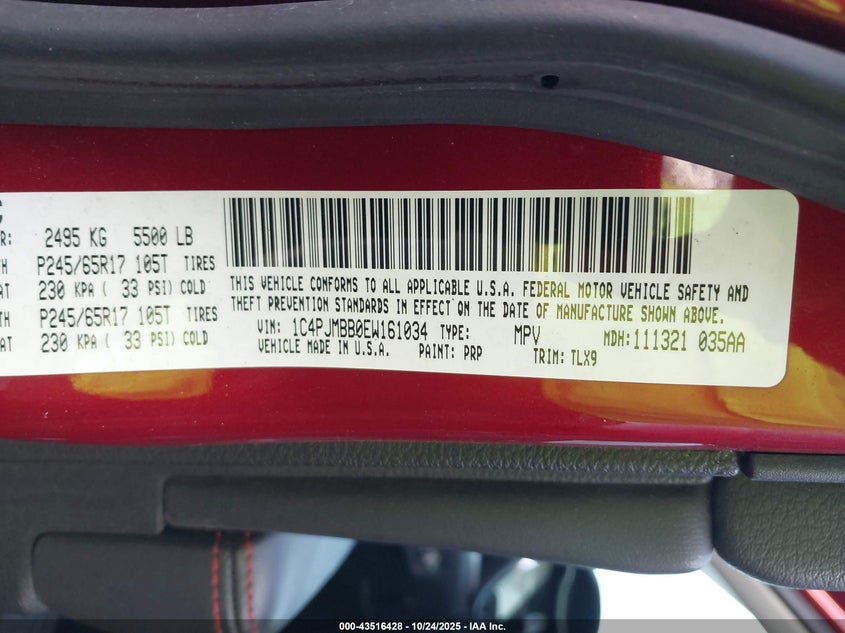 R: 2495 KG 5500 LB
H P245/65R17 105T TIRES
AT 230 KPA ( 33 PSI) COLD
TH P245/65R17 105T TIRES
AT 230 KPA ( 33 PSI) COLD
THIS VEHICLE CONFORMS TO ALL APPLICABLE U.S.A. FEDERAL MOTOR VEHICLE SAFETY AND
THEFT PREVENTION STANDARDS IN EFFECT ON THE DATE OF MANUFACTURE SHOWN ABOVE.
VIN: 1C4PJMBB0EW161034 TYPE: MPV MDH: 111321 035AA
VEHICLE MADE IN U.S.A. PAINT: PRP TRIM: TLX9
000-43516428 - 10/24/2025 - IAA Inc.